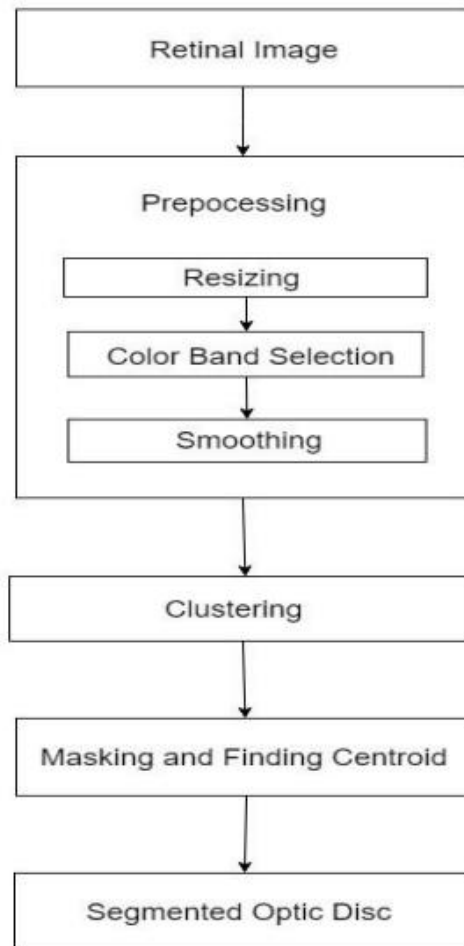 Retinal Image
Prepocessing
Resizing
Color Band Selection
Smoothing
Clustering
Masking and Finding Centroid
Segmented Optic Disc